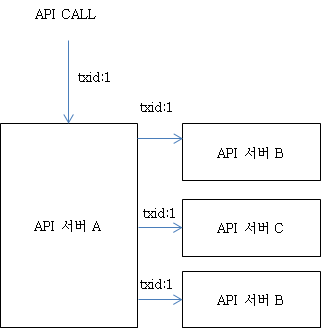 API CALL
txid:1
txid:1
API 서버 B
API 서버 A
txid:1
API 서버 C
txid:1
API 서버 B